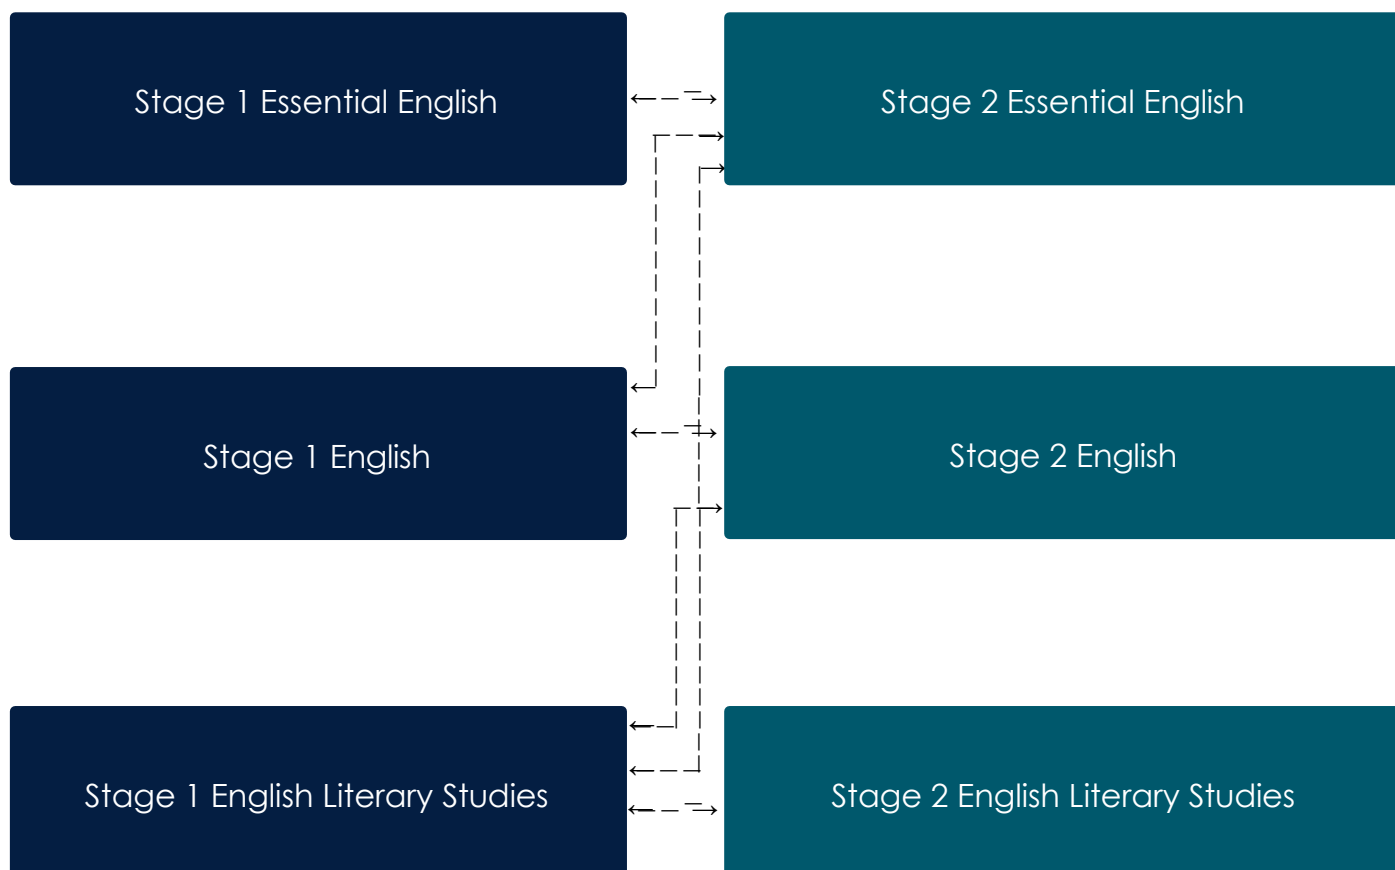 Stage 1 Essential English
Stage 2 Essential English
Stage 1 English
Stage 2 English
Stage 1 English Literary Studies
Stage 2 English Literary Studies